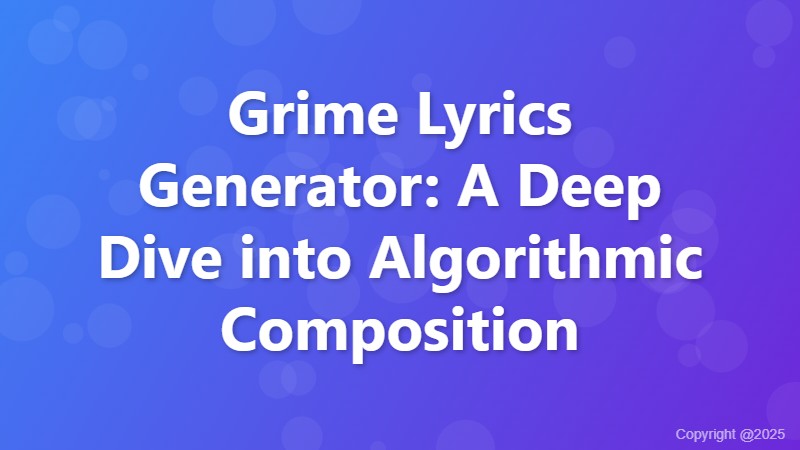 Grime Lyrics
Generator: A Deep
Dive into Algorithmic
Composition
Copyright @2025